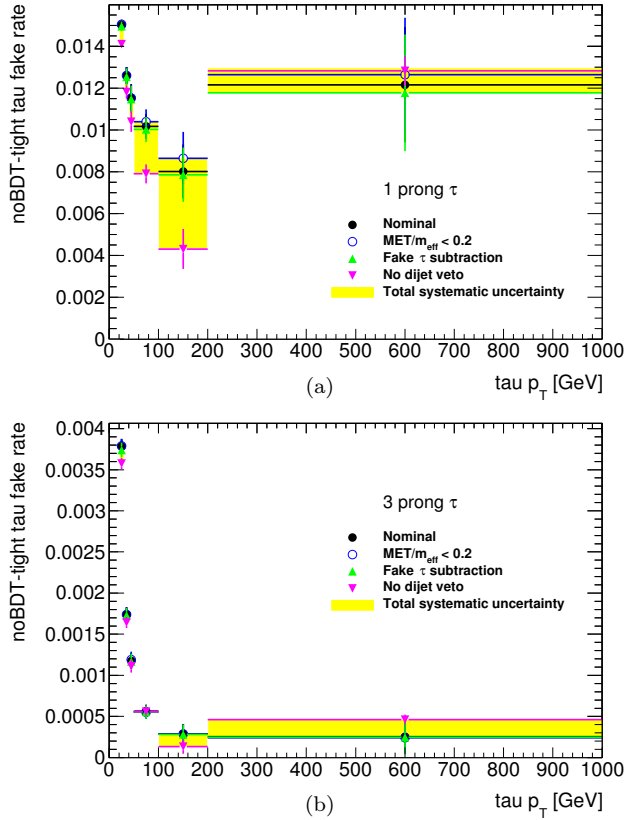 noBDT-tight tau fake rate
0.014
0.012
0.01
0.008
0.006
0.004
0.002
0
1 prong τ
Nominal
MET/m_eff < 0.2
Fake τ subtraction
No dijet veto
Total systematic uncertainty
0 100 200 300 400 500 600 700 800 900 1000
tau p_T [GeV]
(a)
noBDT-tight tau fake rate
0.004
0.0035
0.003
0.0025
0.002
0.0015
0.001
0.0005
0
3 prong τ
Nominal
MET/m_eff < 0.2
Fake τ subtraction
No dijet veto
Total systematic uncertainty
0 100 200 300 400 500 600 700 800 900 1000
tau p_T [GeV]
(b)